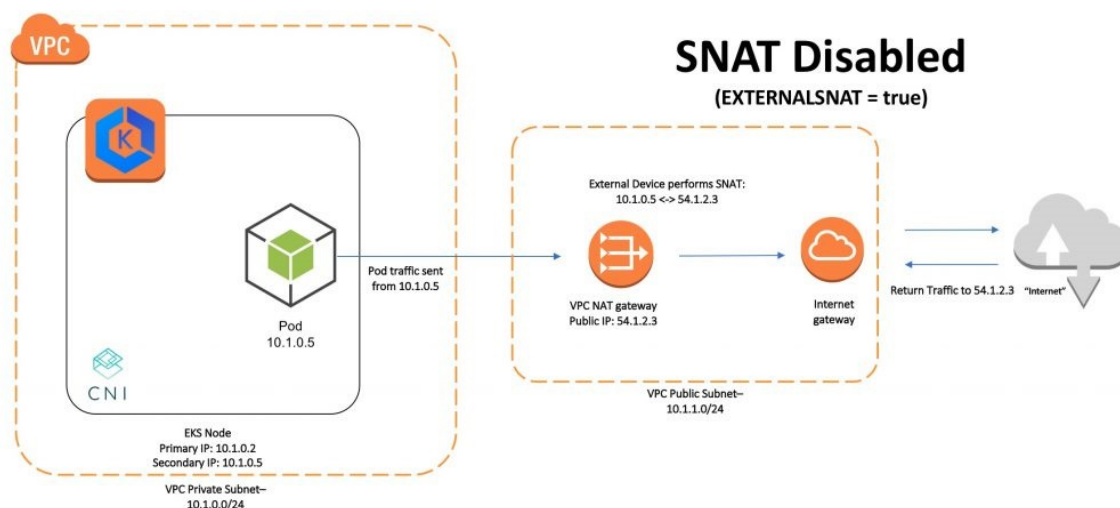 VPC
SNAT Disabled
(EXTERNALSNAT = true)
K
External Device performs SNAT:
10.1.0.5 <-> 54.1.2.3
Pod traffic sent
from 10.1.0.5
Pod
10.1.0.5
CNI
VPC NAT gateway
Public IP: 54.1.2.3
Internet
gateway
Return Traffic to 54.1.2.3
"Internet"
VPC Public Subnet–
10.1.1.0/24
EKS Node
Primary IP: 10.1.0.2
Secondary IP: 10.1.0.5
VPC Private Subnet–
10.1.0.0/24